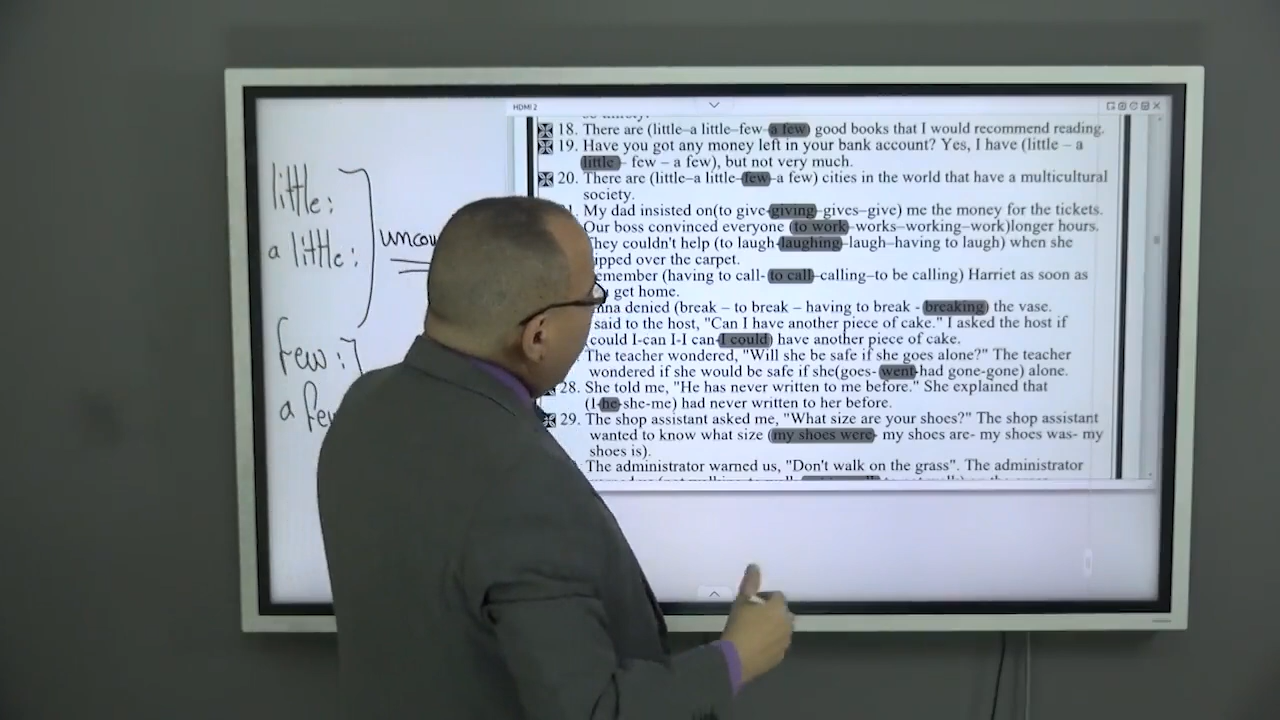 HDMI 2
little:
a little:
few:
a
18. There are (little–a little–few–a few) good books that I would recommend reading.
19. Have you got any money left in your bank account? Yes, I have (little – a
little – few – a few), but not very much.
20. There are (little–a little–few–a few) cities in the world that have a multicultural
society.
My dad insisted on(to give-giving–gives–give) me the money for the tickets.
Our boss convinced everyone (to work–works–working–work)longer hours.
They couldn't help (to laugh-laughing–laugh–having to laugh) when she
over the carpet.
(having to call- to call–calling–to be calling) Harriet as soon as
get home.
denied (break – to break – having to break - breaking) the vase.
said to the host, "Can I have another piece of cake." I asked the host if
could I-can I-I can-I could) have another piece of cake.
The teacher wondered, "Will she be safe if she goes alone?" The teacher
wondered if she would be safe if she(goes- went-had gone-gone) alone.
28. She told me, "He has never written to me before." She explained that
(I-he-she-me) had never written to her before.
29. The shop assistant asked me, "What size are your shoes?" The shop assistant
wanted to know what size (my shoes were- my shoes are- my shoes was- my
shoes is).
The administrator warned us, "Don't walk on the grass". The administrator